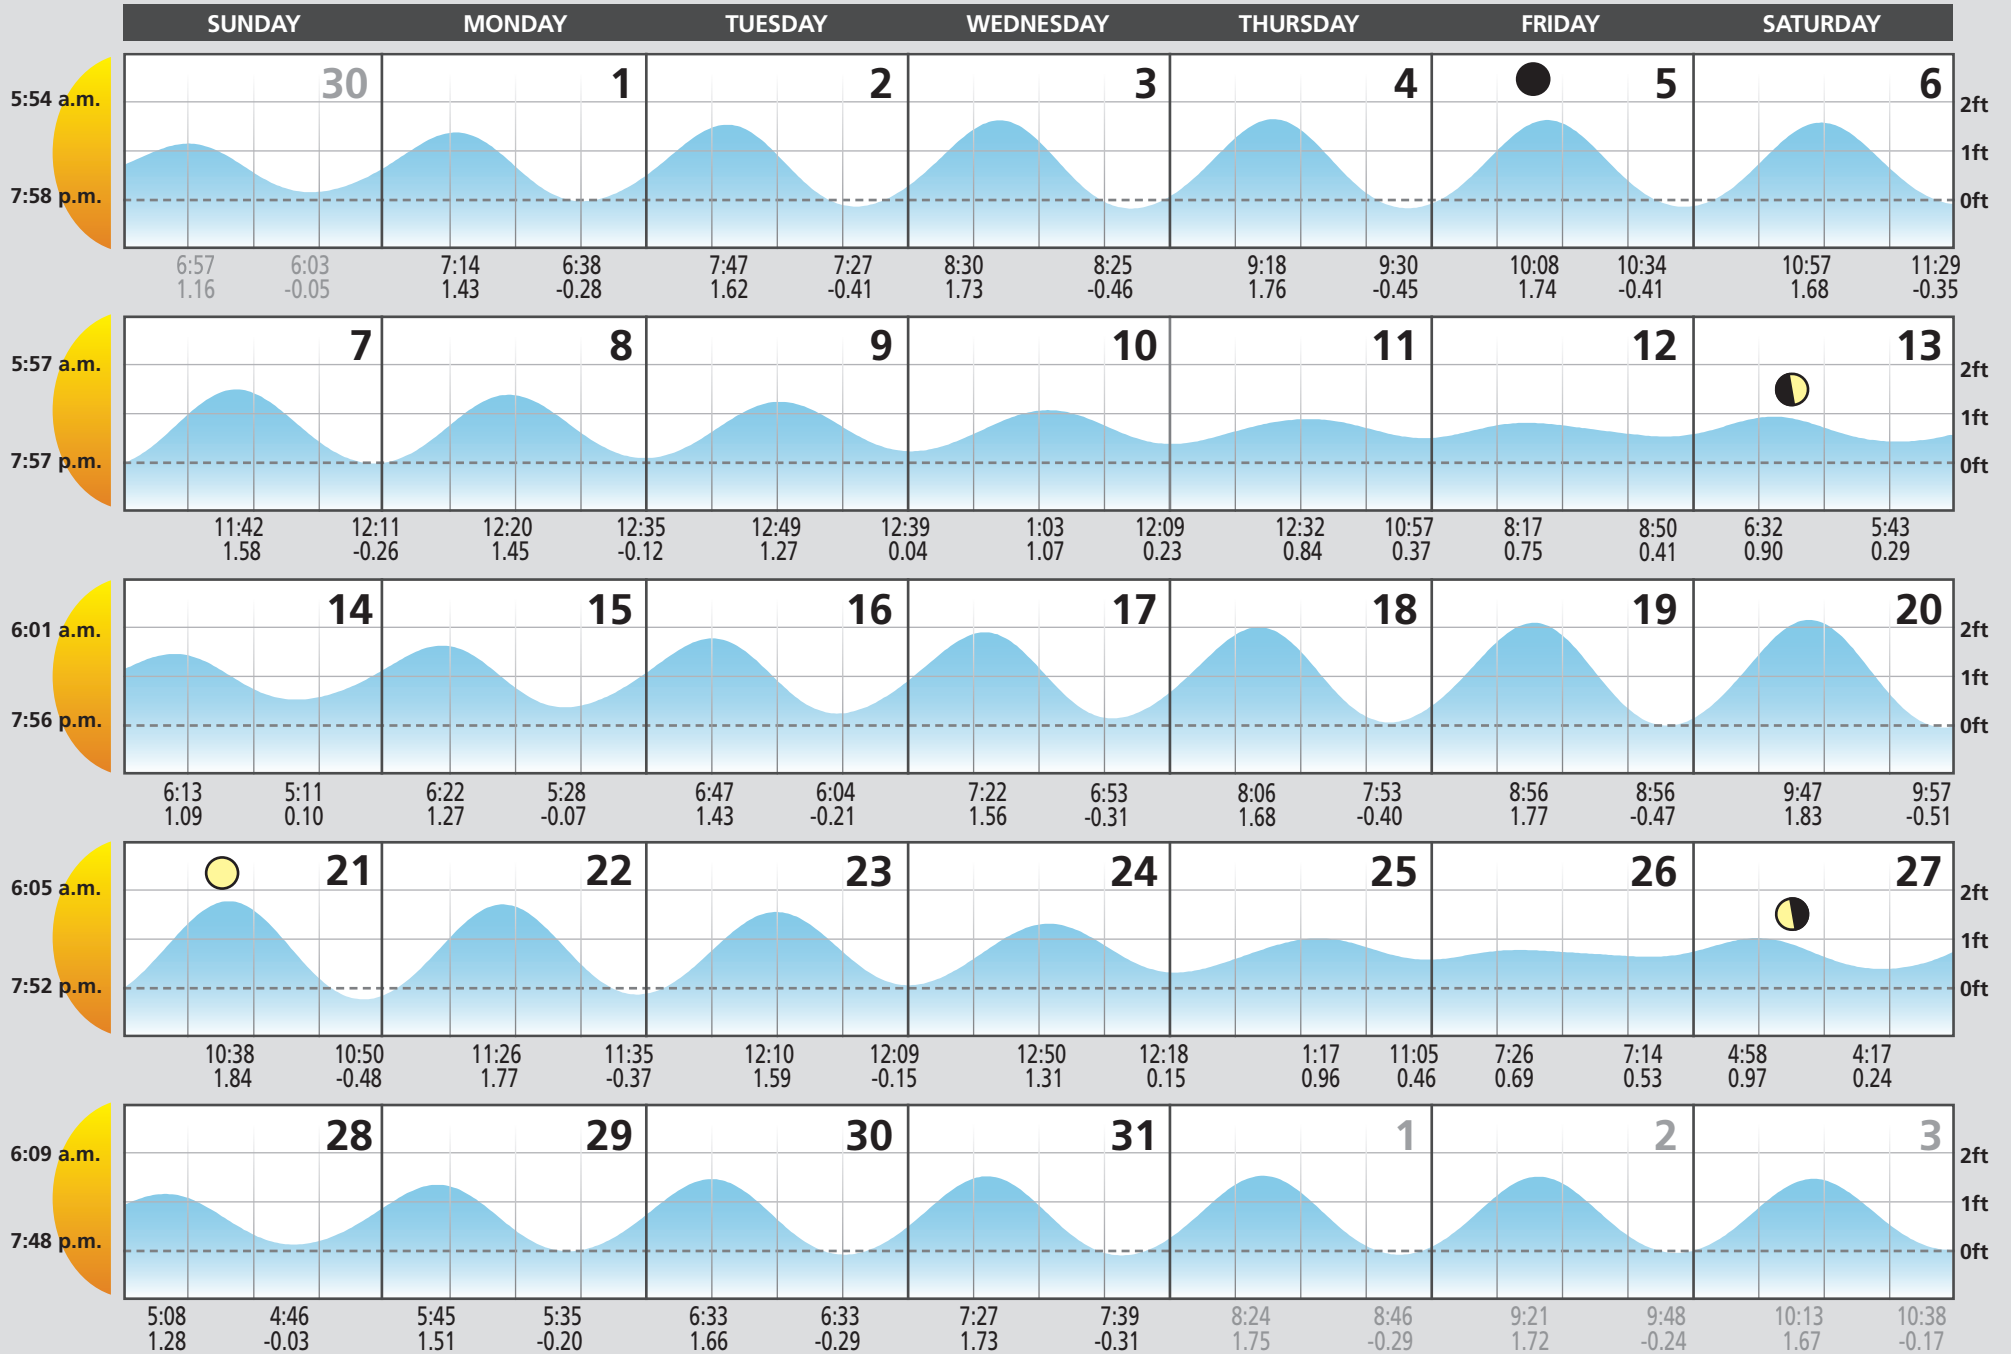 SUNDAY MONDAY TUESDAY WEDNESDAY THURSDAY FRIDAY SATURDAY
30 1 2 3 4 5 6
5:54 a.m. 2ft
1ft
7:58 p.m. 0ft
6:57 6:03 7:14 6:38 7:47 7:27 8:30 8:25 9:18 9:30 10:08 10:34 10:57 11:29
1.16 -0.05 1.43 -0.28 1.62 -0.41 1.73 -0.46 1.76 -0.45 1.74 -0.41 1.68 -0.35
7 8 9 10 11 12 13
5:57 a.m. 2ft
1ft
7:57 p.m. 0ft
11:42 12:11 12:20 12:35 12:49 12:39 1:03 12:09 12:32 10:57 8:17 8:50 6:32 5:43
1.58 -0.26 1.45 -0.12 1.27 0.04 1.07 0.23 0.84 0.37 0.75 0.41 0.90 0.29
14 15 16 17 18 19 20
6:01 a.m. 2ft
1ft
7:56 p.m. 0ft
6:13 5:11 6:22 5:28 6:47 6:04 7:22 6:53 8:06 7:53 8:56 8:56 9:47 9:57
1.09 0.10 1.27 -0.07 1.43 -0.21 1.56 -0.31 1.68 -0.40 1.77 -0.47 1.83 -0.51
21 22 23 24 25 26 27
6:05 a.m. 2ft
1ft
7:52 p.m. 0ft
10:38 10:50 11:26 11:35 12:10 12:09 12:50 12:18 1:17 11:05 7:26 7:14 4:58 4:17
1.84 -0.48 1.77 -0.37 1.59 -0.15 1.31 0.15 0.96 0.46 0.69 0.53 0.97 0.24
28 29 30 31 1 2 3
6:09 a.m. 2ft
1ft
7:48 p.m. 0ft
5:08 4:46 5:45 5:35 6:33 6:33 7:27 7:39 8:24 8:46 9:21 9:48 10:13 10:38
1.28 -0.03 1.51 -0.20 1.66 -0.29 1.73 -0.31 1.75 -0.29 1.72 -0.24 1.67 -0.17